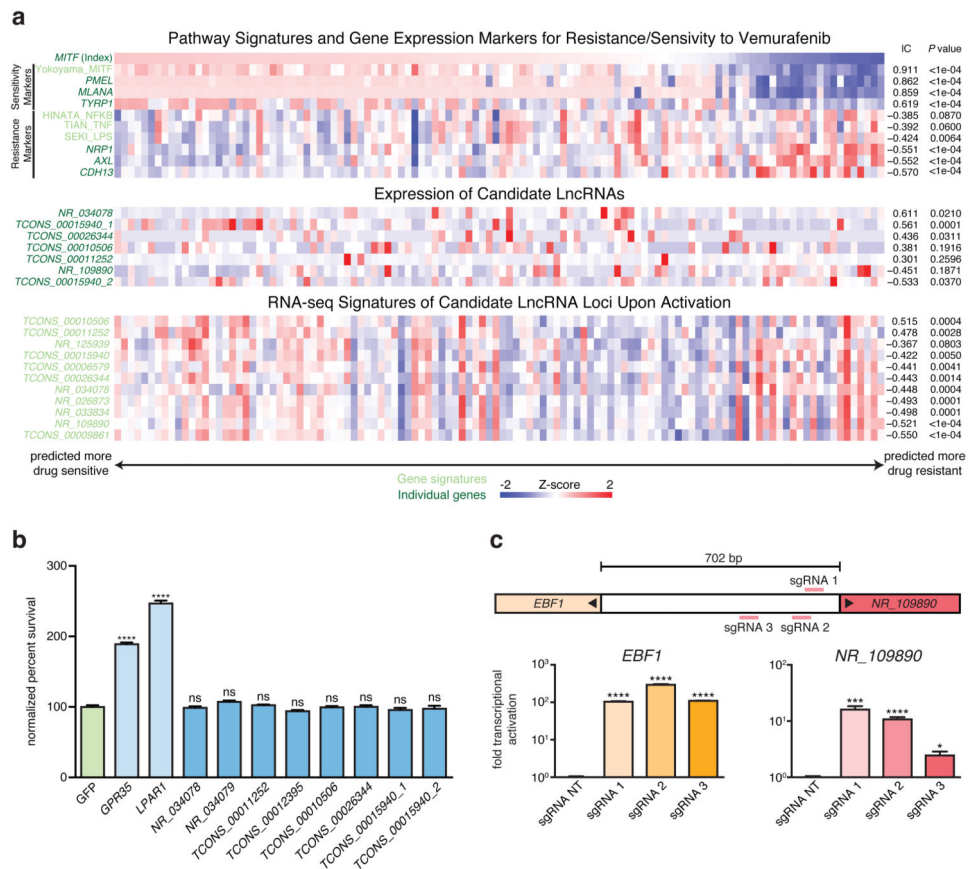 a
Pathway Signatures and Gene Expression Markers for Resistance/Sensivity to Vemurafenib
IC P value
Sensitivity Markers
MITF (Index)
Yokoyama_MITF 0.911 <1e-04
PMEL 0.862 <1e-04
MLANA 0.859 <1e-04
TYRP1 0.619 <1e-04
Resistance Markers
HINATA_NFKB −0.385 0.0870
TIAN_TNF −0.392 0.0600
SEKI_LPS −0.424 0.0064
NRP1 −0.551 <1e-04
AXL −0.552 <1e-04
CDH13 −0.570 <1e-04
Expression of Candidate LncRNAs
NR_034078 0.611 0.0210
TCONS_00015940_1 0.561 0.0001
TCONS_00026344 0.436 0.0311
TCONS_00010506 0.381 0.1916
TCONS_00011252 0.301 0.2596
NR_109890 −0.451 0.1871
TCONS_00015940_2 −0.533 0.0370
RNA-seq Signatures of Candidate LncRNA Loci Upon Activation
TCONS_00010506 0.515 0.0004
TCONS_00011252 0.478 0.0028
NR_125939 −0.367 0.0803
TCONS_00015940 −0.422 0.0050
TCONS_00006579 −0.441 0.0041
TCONS_00026344 −0.443 0.0014
NR_034078 −0.448 0.0004
NR_026873 −0.493 0.0001
NR_033834 −0.498 0.0001
NR_109890 −0.521 <1e-04
TCONS_00009861 −0.550 <1e-04
predicted more
drug sensitive
predicted more
drug resistant
Gene signatures
Individual genes
-2 Z-score 2
b
normalized percent survival
300
200
100
0
**** **** ns ns ns ns ns ns ns ns
GFP
GPR35
LPAR1
NR_034078
NR_034079
TCONS_00011252
TCONS_00012395
TCONS_00010506
TCONS_00026344
TCONS_00015940_1
TCONS_00015940_2
c
702 bp
sgRNA 1
EBF1
NR_109890
sgRNA 3 sgRNA 2
EBF1
fold transcriptional
activation
10³
10²
10¹
10⁰
**** **** ****
sgRNA NT
sgRNA 1
sgRNA 2
sgRNA 3
NR_109890
10²
10¹
10⁰
*** **** *
sgRNA NT
sgRNA 1
sgRNA 2
sgRNA 3